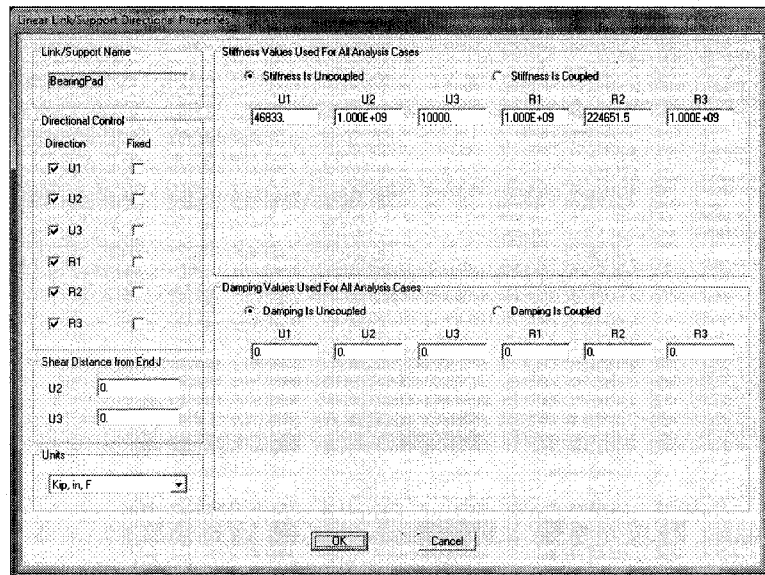 Linear Link/Support Directional Properties
Link/Support Name
BearingPad
Directional Control
Direction Fixed
U1
U2
U3
R1
R2
R3
Shear Distance from End J
U2 0.
U3 0.
Units
Kip, in, F
Stiffness Values Used For All Analysis Cases
Stiffness Is Uncoupled Stiffness Is Coupled
U1 U2 U3 R1 R2 R3
46833. 1.000E+09 10000. 1.000E+09 224651.5 1.000E+09
Damping Values Used For All Analysis Cases
Damping Is Uncoupled Damping Is Coupled
U1 U2 U3 R1 R2 R3
0. 0. 0. 0. 0. 0.
OK Cancel